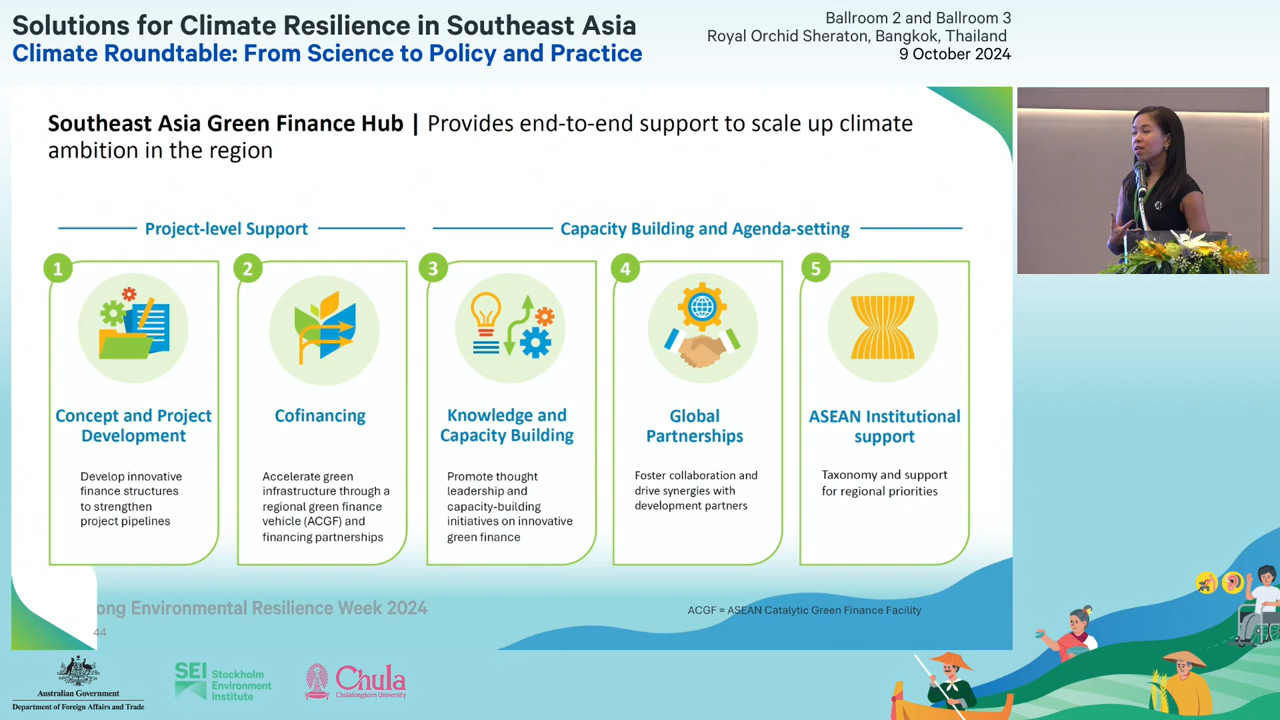 Solutions for Climate Resilience in Southeast Asia
Climate Roundtable: From Science to Policy and Practice
Ballroom 2 and Ballroom 3
Royal Orchid Sheraton, Bangkok, Thailand
9 October 2024
Southeast Asia Green Finance Hub | Provides end-to-end support to scale up climate
ambition in the region
Project-level Support
Capacity Building and Agenda-setting
1
Concept and Project
Development
Develop innovative
finance structures
to strengthen
project pipelines
2
Cofinancing
Accelerate green
infrastructure through a
regional green finance
vehicle (ACGF) and
financing partnerships
3
Knowledge and
Capacity Building
Promote thought
leadership and
capacity-building
initiatives on innovative
green finance
4
Global
Partnerships
Foster collaboration and
drive synergies with
development partners
5
ASEAN Institutional
support
Taxonomy and support
for regional priorities
ong Environmental Resilience Week 2024
ACGF = ASEAN Catalytic Green Finance Facility
44
Australian Government
Department of Foreign Affairs and Trade
SEI
Stockholm
Environment
Institute
Chula
Chulalongkorn University